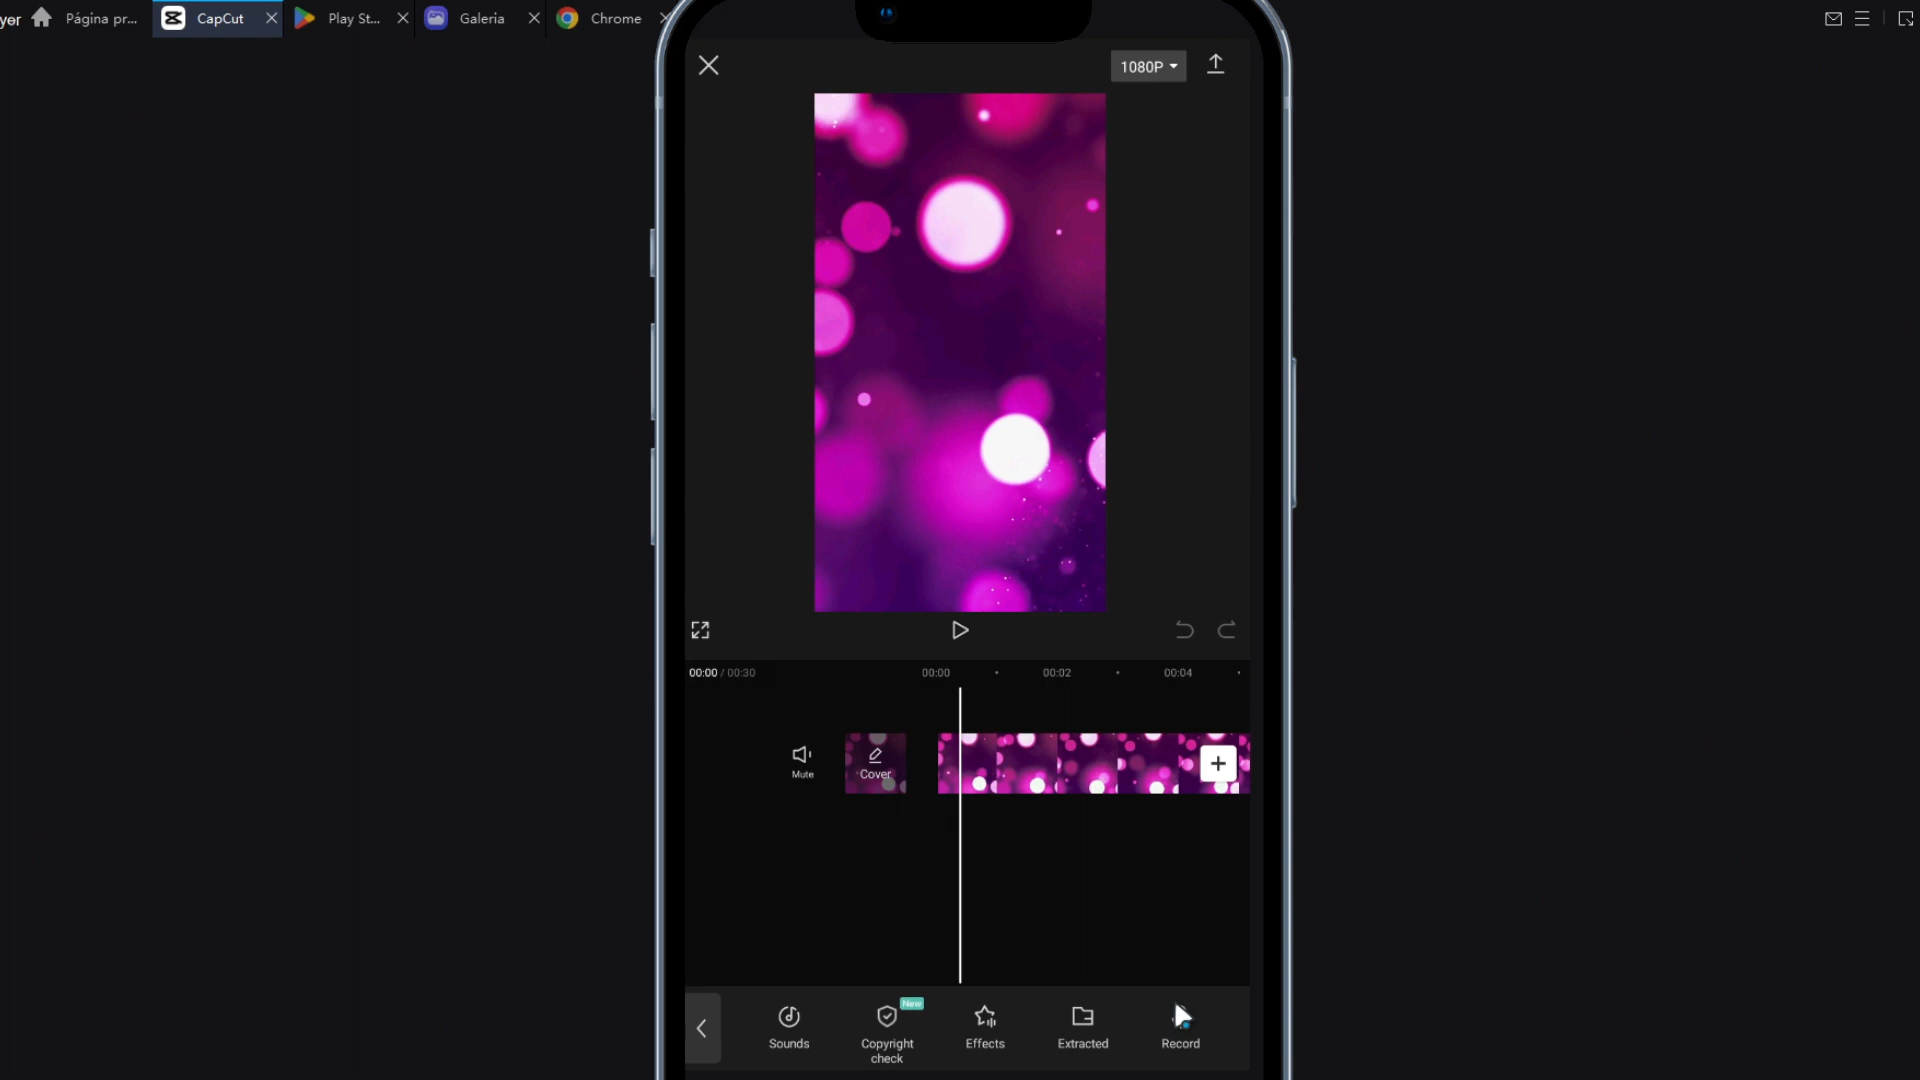 yer
Página pr...
CapCut
Play St...
Galeria
Chrome
1080P
00:00 / 00:30
00:00
00:02
00:04
Mute
Cover
New
Sounds
Copyright
check
Effects
Extracted
Record